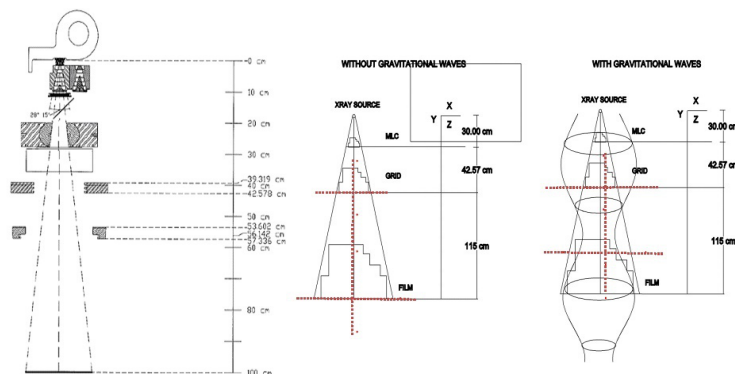 0 CM
10 CM
28° 15'
20 CM
30 CM
39.319 CM
40 CM
42.578 CM
50 CM
53.602 CM
56.142 CM
57.336 CM
60 CM
80 CM
100 CM
WITHOUT GRAVITATIONAL WAVES
XRAY SOURCE
X
Y
Z
MLC
30.00 cm
GRID
42.57 cm
115 cm
FILM
WITH GRAVITATIONAL WAVES
XRAY SOURCE
X
Y
Z
MLC
30.00 cm
GRID
42.57 cm
115 cm
FILM